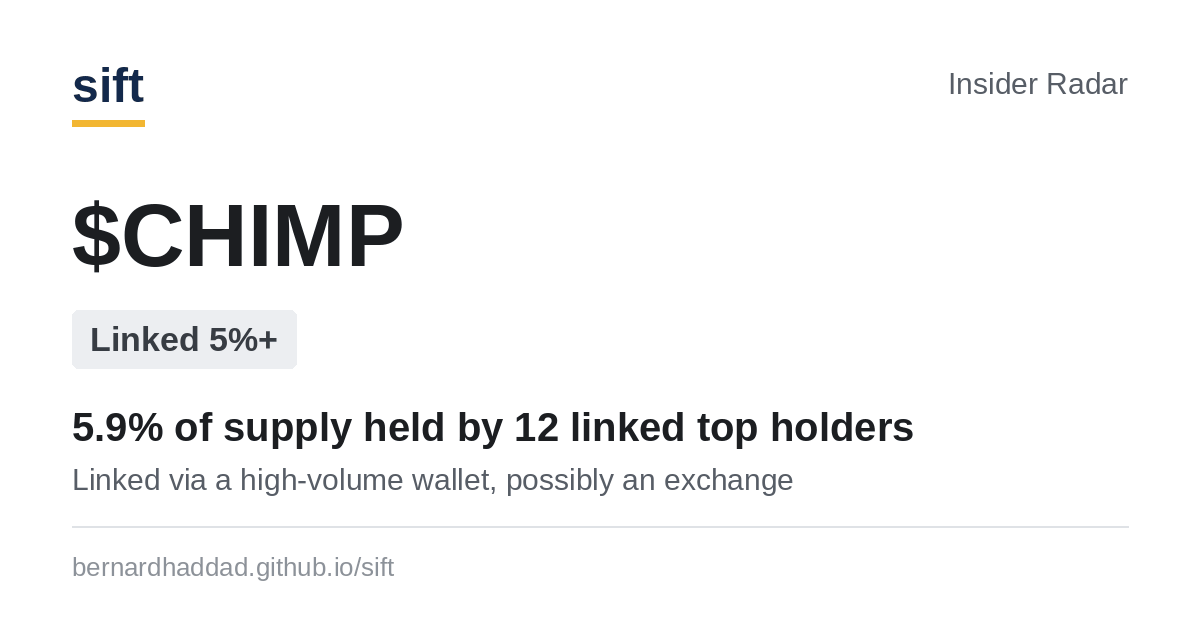 sift
Insider Radar
$CHIMP
Linked 5%+
5.9% of supply held by 12 linked top holders
Linked via a high-volume wallet, possibly an exchange
bernardhaddad.github.io/sift